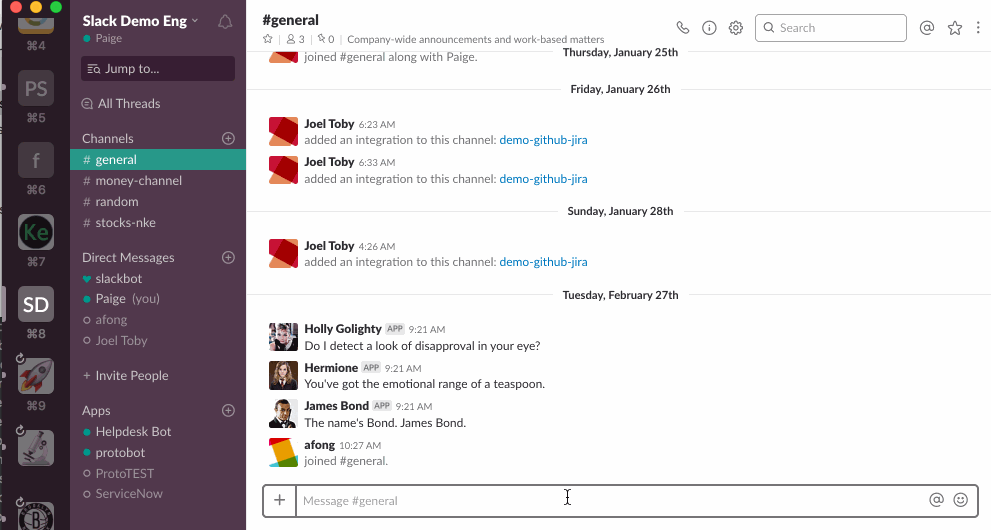 ⌘4
PS
⌘5
f
⌘6
Ke
⌘7
SD
⌘8
⌘9
Slack Demo Eng
Paige
Jump to...
All Threads
Channels
# general
# money-channel
# random
# stocks-nke
Direct Messages
slackbot
Paige (you)
afong
Joel Toby
+ Invite People
Apps
Helpdesk Bot
protobot
ProtoTEST
ServiceNow
#general
3 | 0 | Company-wide announcements and work-based matters
Search
joined #general along with Paige.
Thursday, January 25th
Friday, January 26th
Joel Toby 6:23 AM
added an integration to this channel: demo-github-jira
Joel Toby 6:33 AM
added an integration to this channel: demo-github-jira
Sunday, January 28th
Joel Toby 4:26 AM
added an integration to this channel: demo-github-jira
Tuesday, February 27th
Holly Golighty APP 9:21 AM
Do I detect a look of disapproval in your eye?
Hermione APP 9:21 AM
You've got the emotional range of a teaspoon.
James Bond APP 9:21 AM
The name's Bond. James Bond.
afong 10:27 AM
joined #general.
Message #general